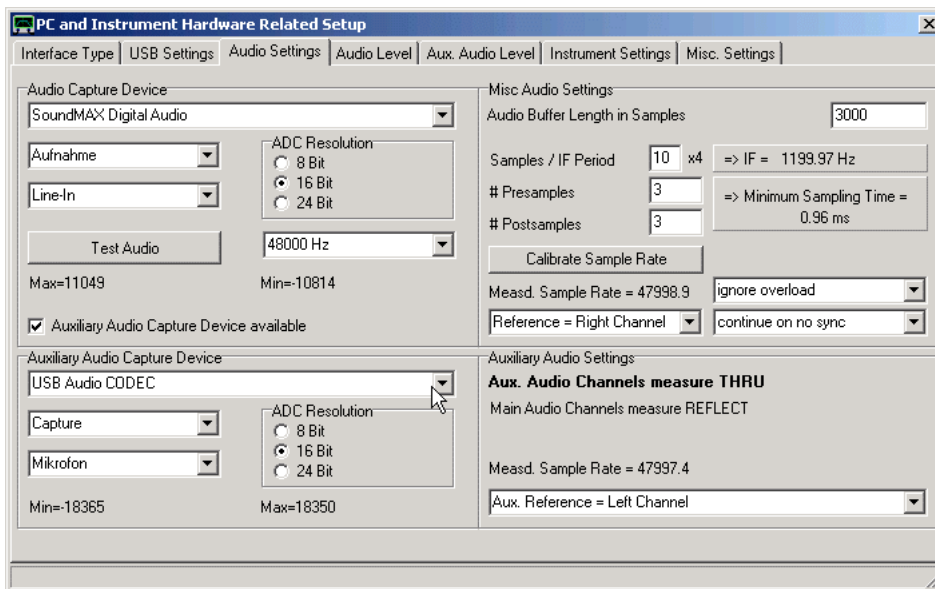 PC and Instrument Hardware Related Setup
Interface Type
USB Settings
Audio Settings
Audio Level
Aux. Audio Level
Instrument Settings
Misc. Settings
Audio Capture Device
SoundMAX Digital Audio
Aufnahme
Line-In
ADC Resolution
8 Bit
16 Bit
24 Bit
Test Audio
48000 Hz
Max=11049
Min=-10814
Auxiliary Audio Capture Device available
Misc Audio Settings
Audio Buffer Length in Samples
3000
Samples / IF Period
10
x4
=> IF = 1199.97 Hz
# Presamples
3
# Postsamples
3
=> Minimum Sampling Time =
0.96 ms
Calibrate Sample Rate
Measd. Sample Rate = 47998.9
ignore overload
Reference = Right Channel
continue on no sync
Auxiliary Audio Capture Device
USB Audio CODEC
Capture
Mikrofon
ADC Resolution
8 Bit
16 Bit
24 Bit
Min=-18365
Max=18350
Auxiliary Audio Settings
Aux. Audio Channels measure THRU
Main Audio Channels measure REFLECT
Measd. Sample Rate = 47997.4
Aux. Reference = Left Channel